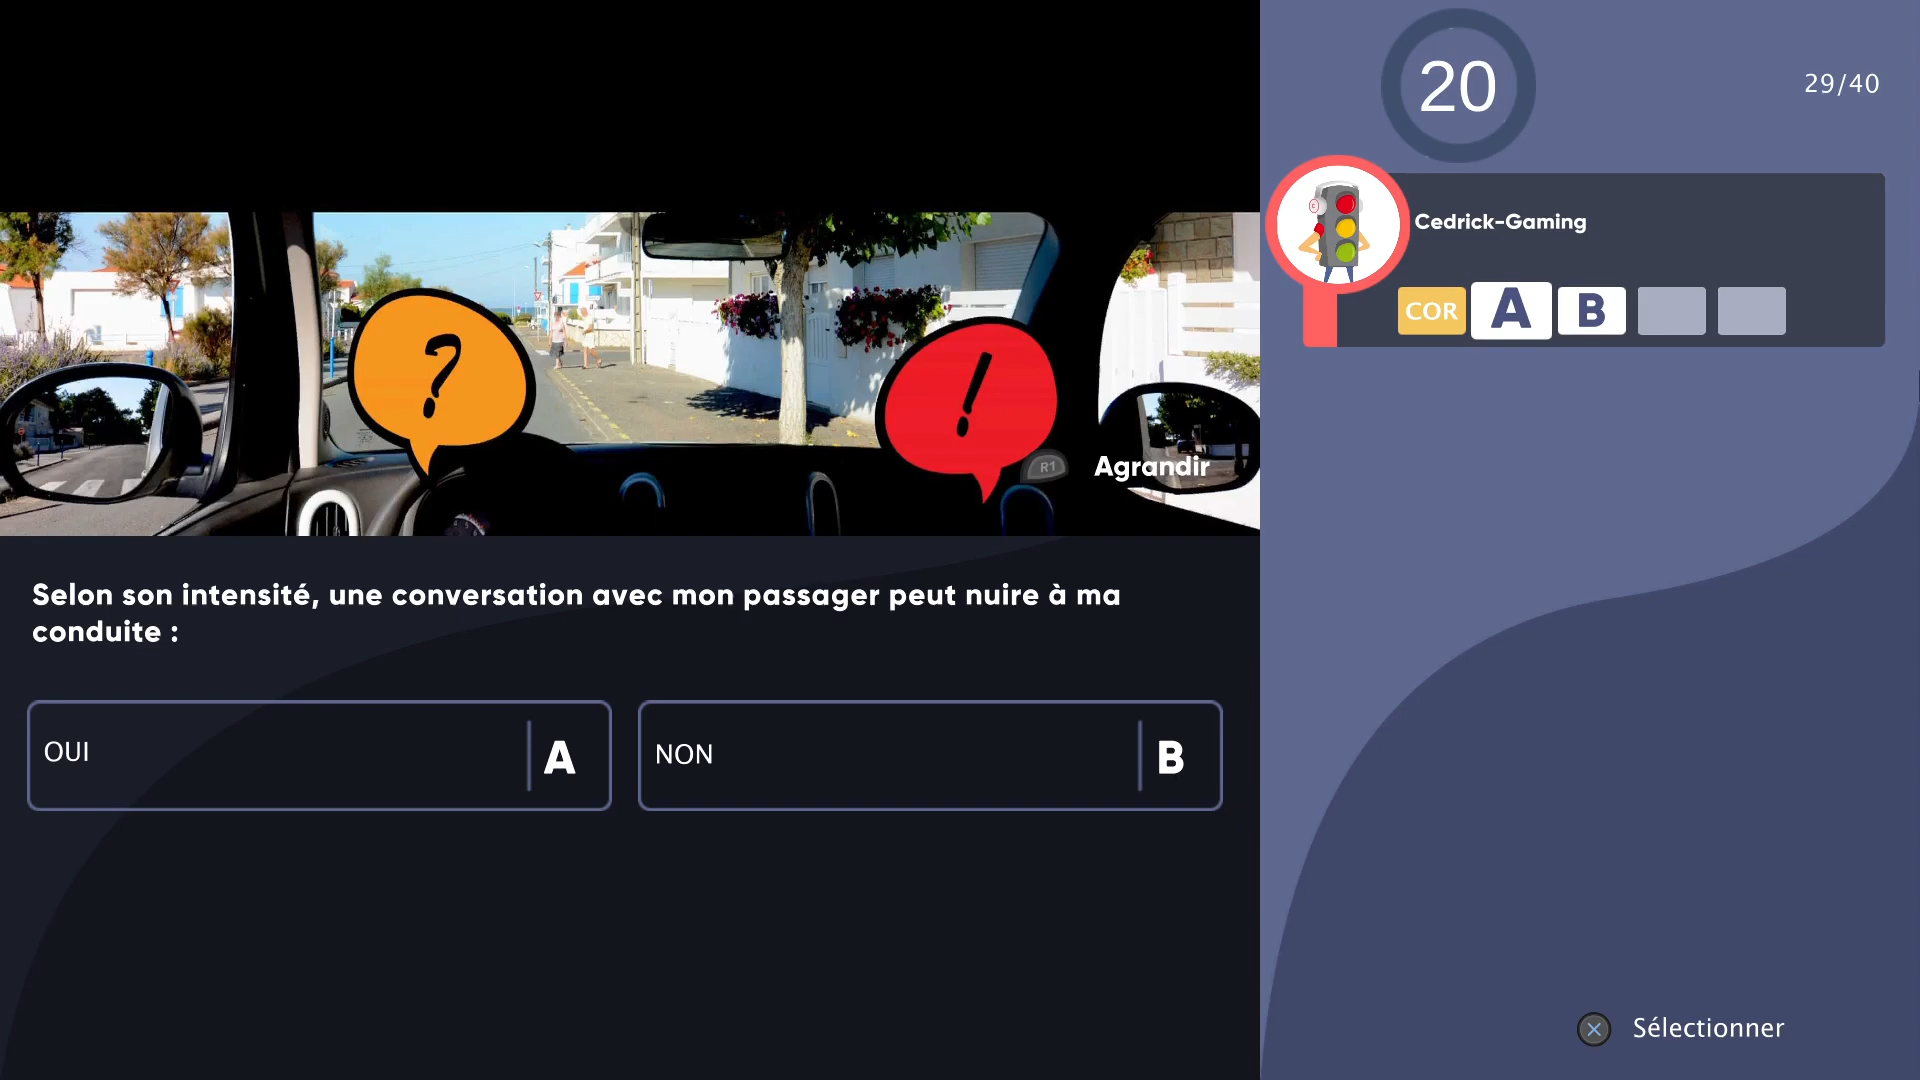 20
29/40
Cedrick-Gaming
COR A B
?
!
R1 Agrandir
Selon son intensité, une conversation avec mon passager peut nuire à ma
conduite :
OUI A
NON B
Sélectionner